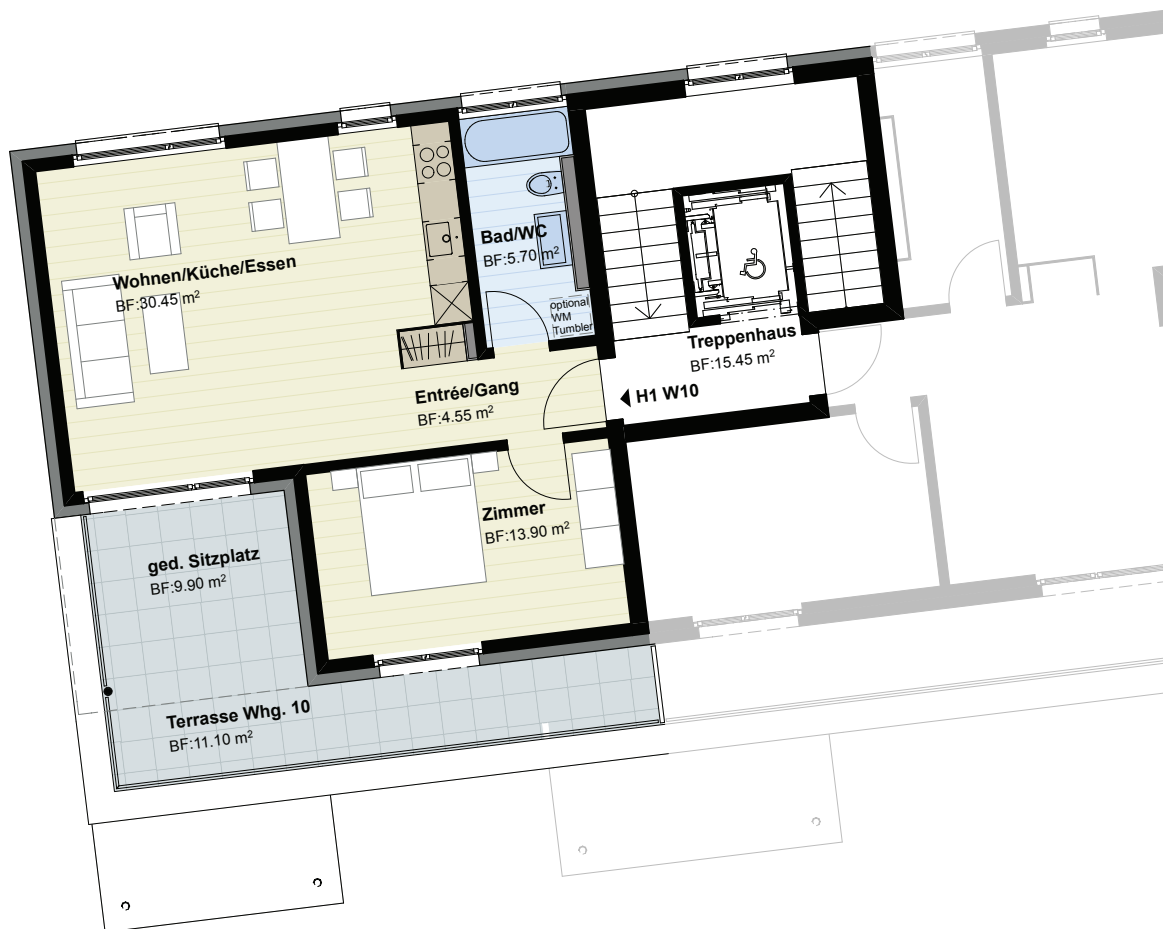 Wohnen/Küche/Essen
BF:30.45 m²
Bad/WC
BF:5.70 m²
optional
WM
Tumbler
Treppenhaus
BF:15.45 m²
Entrée/Gang
BF:4.55 m²
H1 W10
Zimmer
BF:13.90 m²
ged. Sitzplatz
BF:9.90 m²
Terrasse Whg. 10
BF:11.10 m²